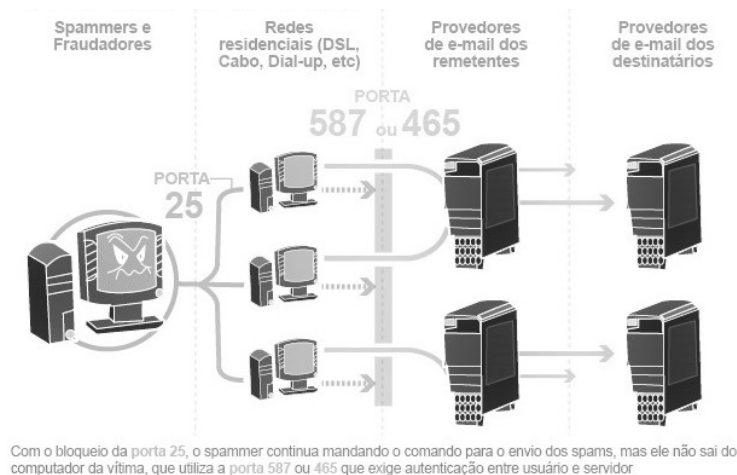 Spammers e
Fraudadores
Redes
residenciais (DSL,
Cabo, Dial-up, etc)
Provedores
de e-mail dos
remetentes
Provedores
de e-mail dos
destinatários
PORTA
587 ou 465
PORTA
25
Com o bloqueio da porta 25, o spammer continua mandando o comando para o envio dos spams, mas ele não sai do
computador da vítima, que utiliza a porta 587 ou 465 que exige autenticação entre usuário e servidor